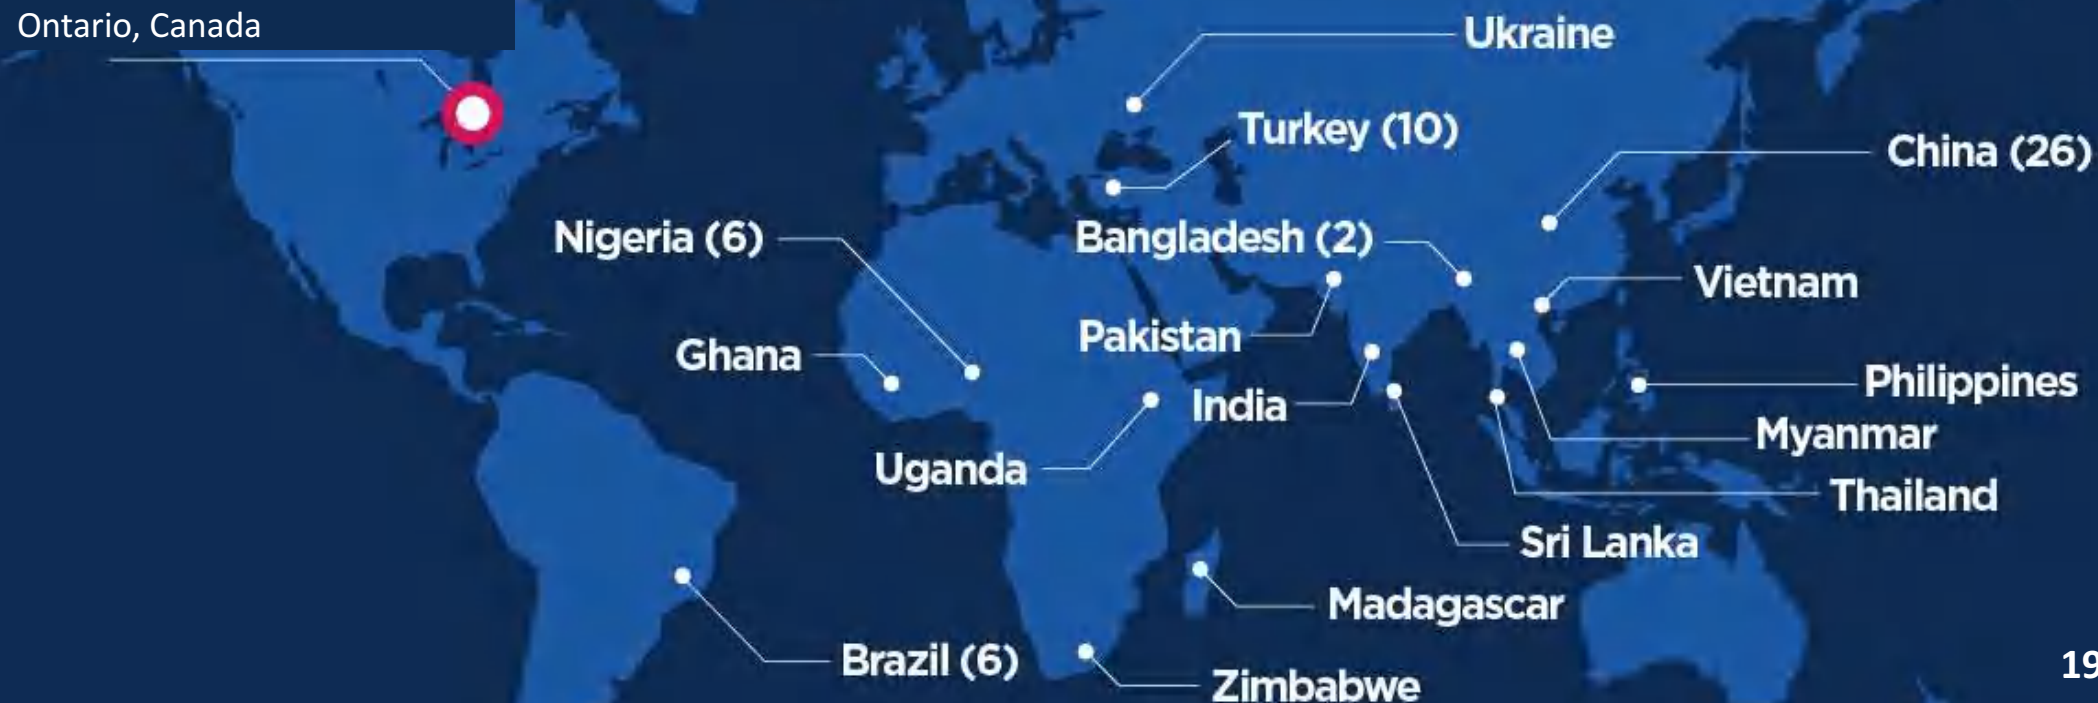 Ontario, Canada
Ukraine
Turkey (10)
China (26)
Nigeria (6)
Bangladesh (2)
Vietnam
Pakistan
Ghana
Philippines
India
Myanmar
Uganda
Thailand
Sri Lanka
Madagascar
Brazil (6)
19
Zimbabwe